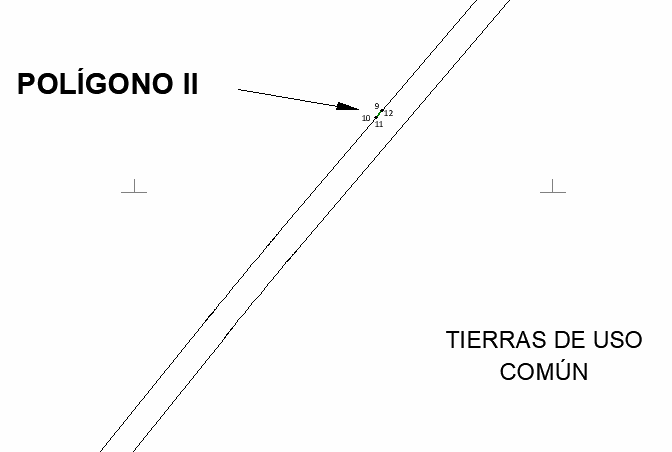 POLÍGONO II
9
10
12
11
TIERRAS DE USO
COMÚN